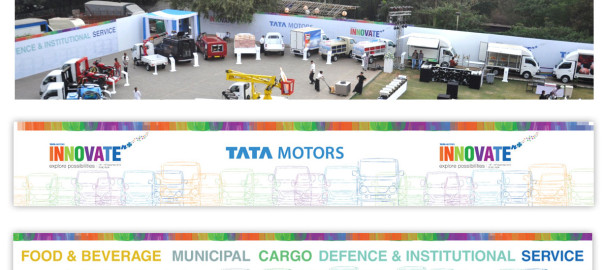 TATA MOTORS
INNOVATE
DEFENCE & INSTITUTIONAL SERVICE
INNOVATE
explore possibilities
TATA MOTORS
INNOVATE
explore possibilities
FOOD & BEVERAGE MUNICIPAL CARGO DEFENCE & INSTITUTIONAL SERVICE